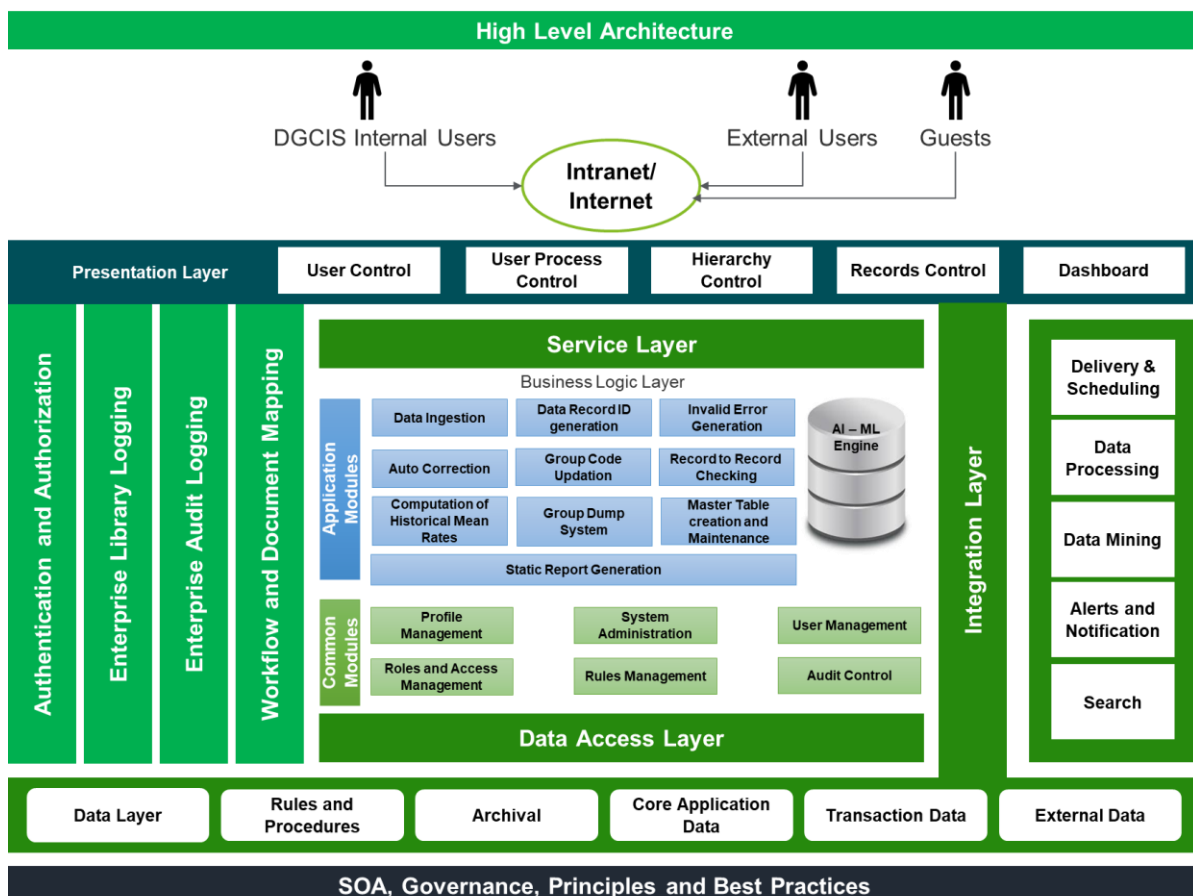 High Level Architecture
DGCIS Internal Users
External Users
Guests
Intranet/
Internet
Presentation Layer
User Control
User Process
Control
Hierarchy
Control
Records Control
Dashboard
Authentication and Authorization
Enterprise Library Logging
Enterprise Audit Logging
Workflow and Document Mapping
Service Layer
Business Logic Layer
Application
Modules
Data Ingestion
Data Record ID
generation
Invalid Error
Generation
Auto Correction
Group Code
Updation
Record to Record
Checking
Computation of
Historical Mean
Rates
Group Dump
System
Master Table
creation and
Maintenance
Static Report Generation
AI – ML
Engine
Common
Modules
Profile
Management
System
Administration
User Management
Roles and Access
Management
Rules Management
Audit Control
Data Access Layer
Integration Layer
Delivery &
Scheduling
Data
Processing
Data Mining
Alerts and
Notification
Search
Data Layer
Rules and
Procedures
Archival
Core Application
Data
Transaction Data
External Data
SOA, Governance, Principles and Best Practices